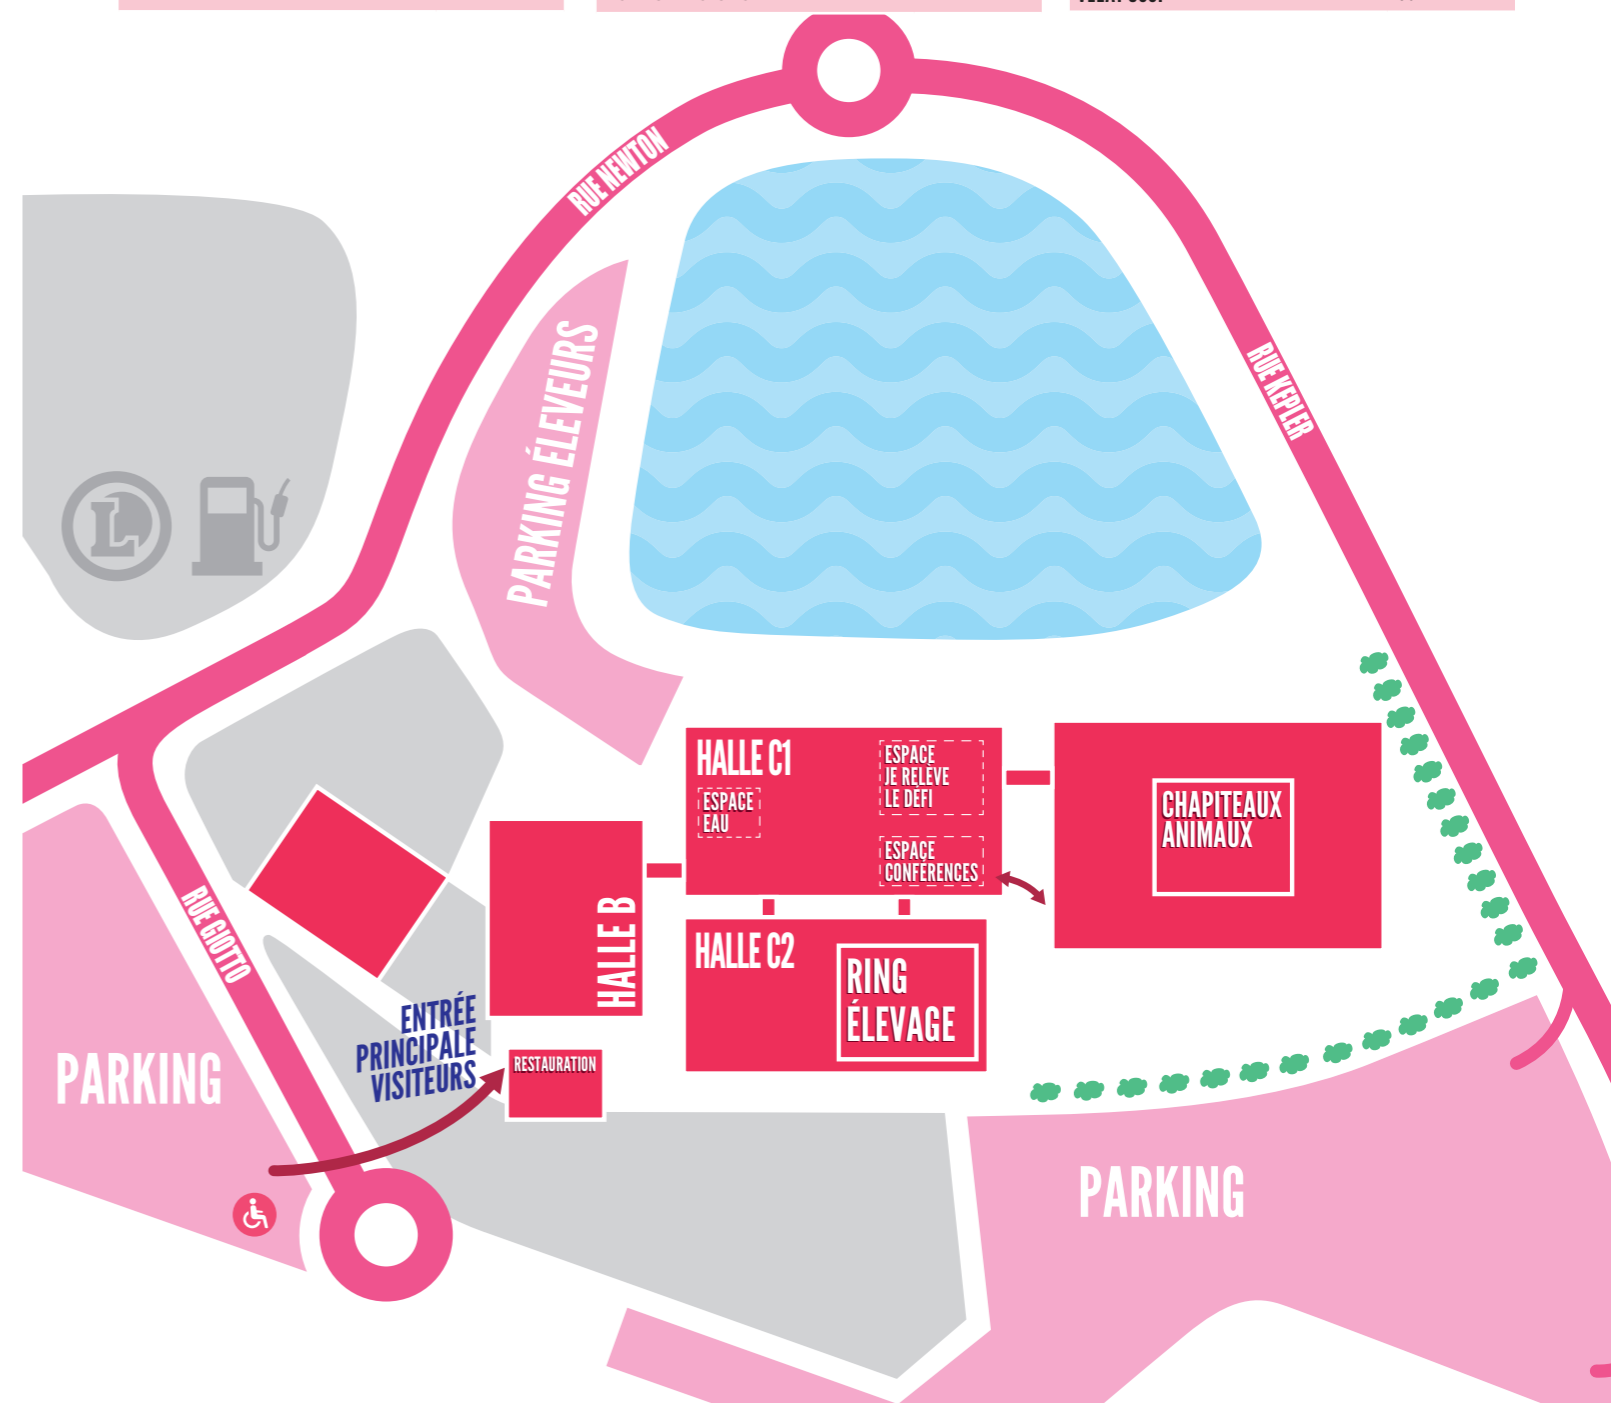 RUE NEWTON
RUE KEPLER
PARKING ÉLEVEURS
L
HALLE C1
ESPACE
EAU
ESPACE
JE RELÈVE
LE DÉFI
ESPACE
CONFÉRENCES
CHAPITEAUX
ANIMAUX
HALLE B
HALLE C2
RING
ÉLEVAGE
RUE GIOTTO
ENTRÉE
PRINCIPALE
VISITEURS
RESTAURATION
PARKING
PARKING